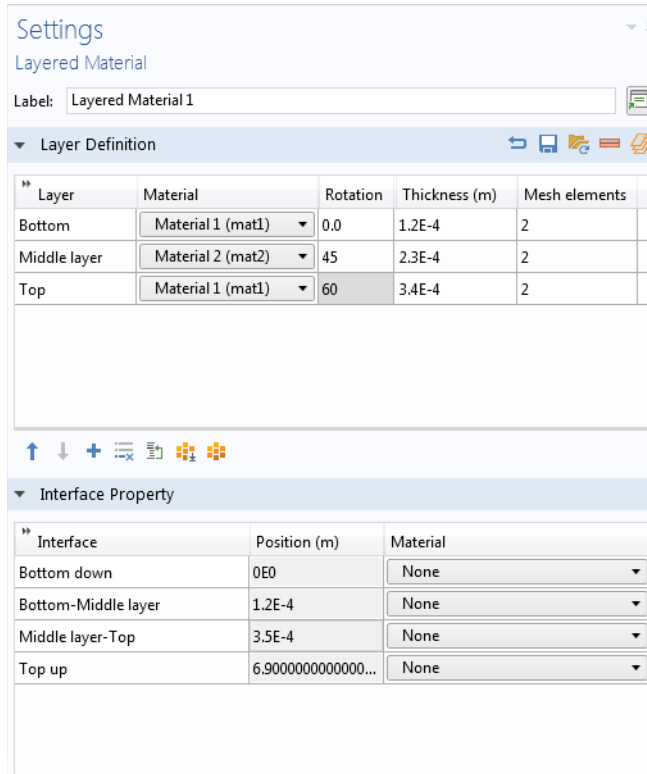 Settings
Layered Material
Label: Layered Material 1
Layer Definition
Layer Material Rotation Thickness (m) Mesh elements
Bottom Material 1 (mat1) 0.0 1.2E-4 2
Middle layer Material 2 (mat2) 45 2.3E-4 2
Top Material 1 (mat1) 60 3.4E-4 2
Interface Property
Interface Position (m) Material
Bottom down 0E0 None
Bottom-Middle layer 1.2E-4 None
Middle layer-Top 3.5E-4 None
Top up 6.9000000000000... None